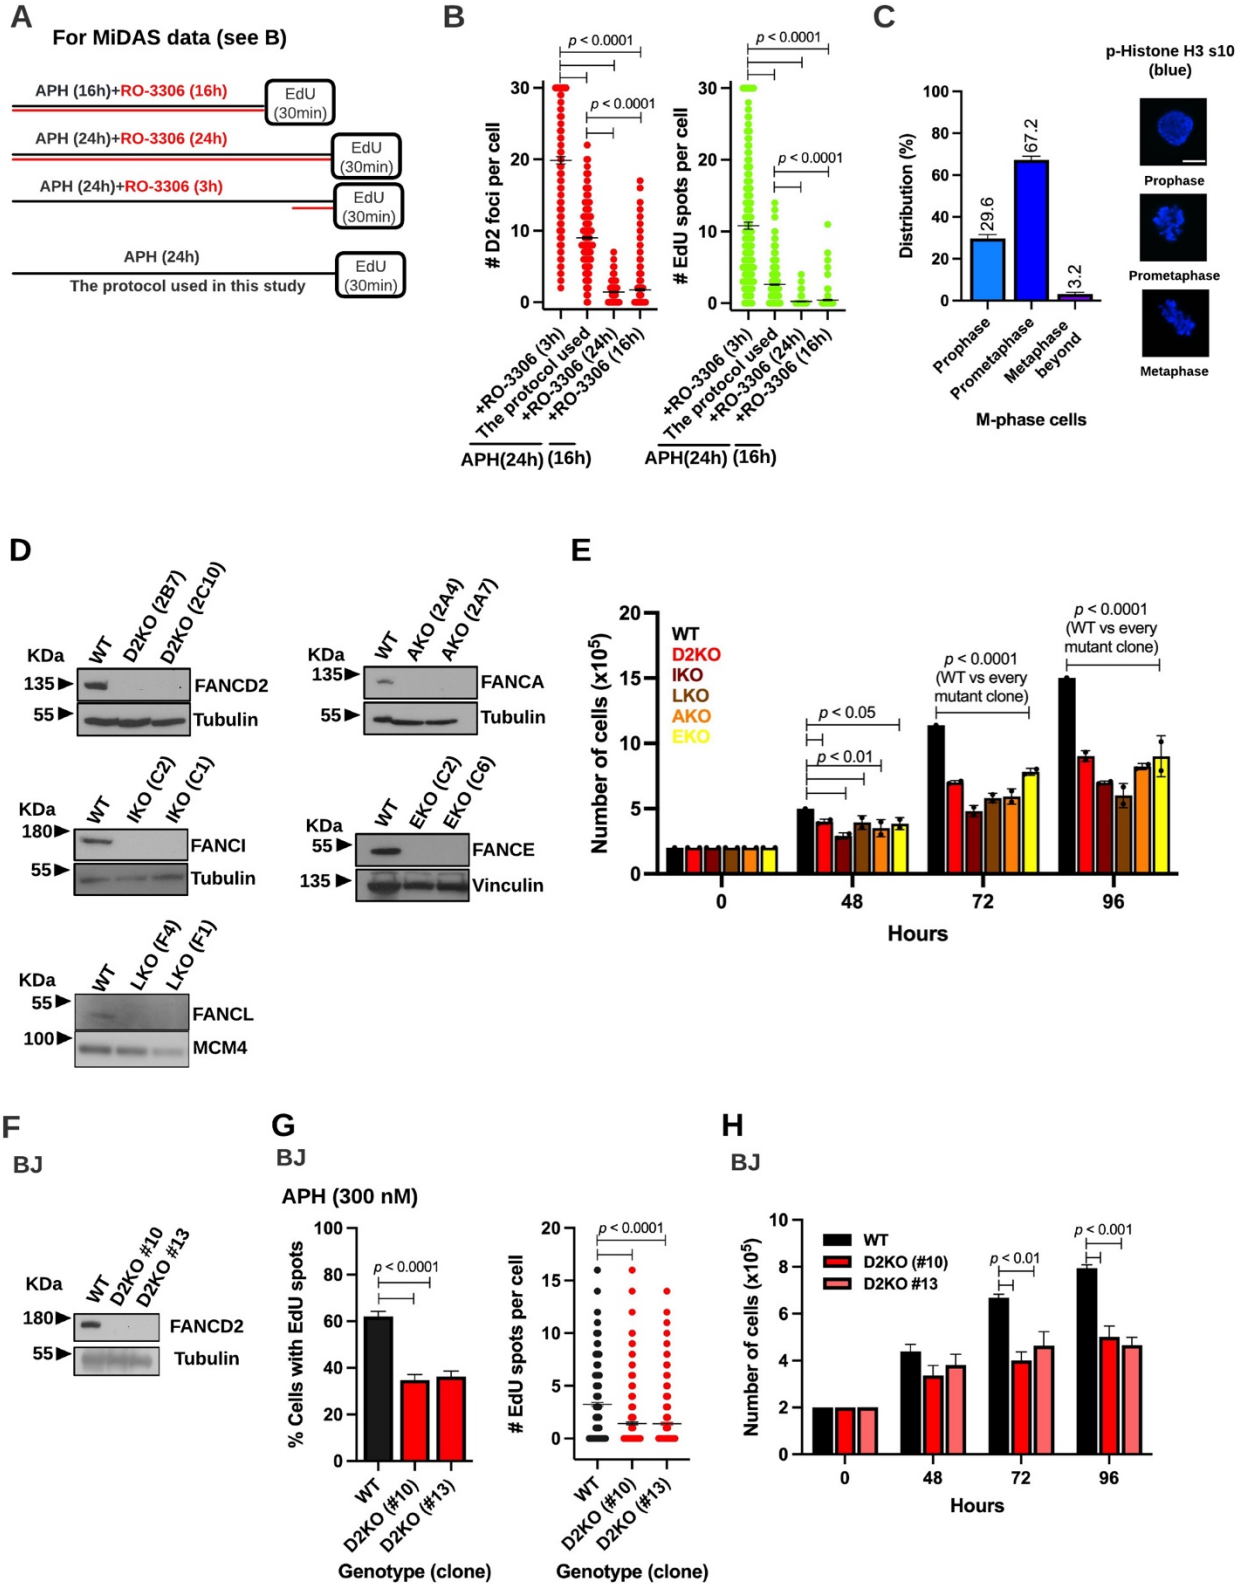 A
For MiDAS data (see B)
APH (16h)+RO-3306 (16h)
EdU
(30min)
APH (24h)+RO-3306 (24h)
EdU
(30min)
APH (24h)+RO-3306 (3h)
EdU
(30min)
APH (24h)
The protocol used in this study
EdU
(30min)
B
p < 0.0001
p < 0.0001
# D2 foci per cell
30
20
10
0
+RO-3306 (3h)
The protocol used
+RO-3306 (24h)
+RO-3306 (16h)
APH(24h) (16h)
p < 0.0001
p < 0.0001
# EdU spots per cell
30
20
10
0
+RO-3306 (3h)
The protocol used
+RO-3306 (24h)
+RO-3306 (16h)
APH(24h) (16h)
C
Distribution (%)
100
80
60
40
20
0
29.6
67.2
3.2
Prophase
Prometaphase
Metaphase
beyond
M-phase cells
p-Histone H3 s10
(blue)
Prophase
Prometaphase
Metaphase
D
KDa
WT
D2KO (2B7)
D2KO (2C10)
135
FANCD2
55
Tubulin
KDa
WT
AKO (2A4)
AKO (2A7)
135
FANCA
55
Tubulin
WT
IKO (C2)
IKO (C1)
180
FANCI
55
Tubulin
KDa
WT
EKO (C2)
EKO (C6)
55
FANCE
135
Vinculin
KDa
WT
LKO (F4)
LKO (F1)
55
FANCL
100
MCM4
E
Number of cells (x10⁵)
20
15
10
5
0
WT
D2KO
IKO
LKO
AKO
EKO
p < 0.05
p < 0.01
p < 0.0001
(WT vs every
mutant clone)
p < 0.0001
(WT vs every
mutant clone)
0 48 72 96
Hours
F
BJ
KDa
WT
D2KO #10
D2KO #13
180
FANCD2
55
Tubulin
G
BJ
APH (300 nM)
% Cells with EdU spots
100
80
60
40
20
0
p < 0.0001
WT
D2KO (#10)
D2KO (#13)
Genotype (clone)
# EdU spots per cell
20
15
10
5
0
p < 0.0001
WT
D2KO (#10)
D2KO (#13)
Genotype (clone)
H
BJ
Number of cells (x10⁵)
10
8
6
4
2
0
WT
D2KO (#10)
D2KO #13
p < 0.01
p < 0.001
0 48 72 96
Hours